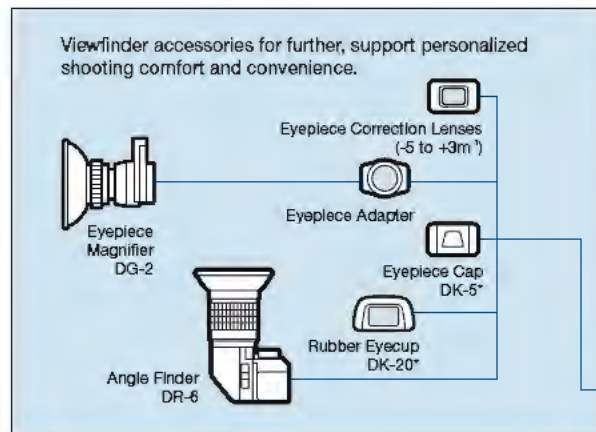 Viewfinder accessories for further, support personalized
shooting comfort and convenience.
Eyepiece Correction Lenses
(-5 to +3m⁻¹)
Eyepiece Adapter
Eyepiece
Magnifier
DG-2
Eyepiece Cap
DK-5*
Rubber Eyecup
DK-20*
Angle Finder
DR-6